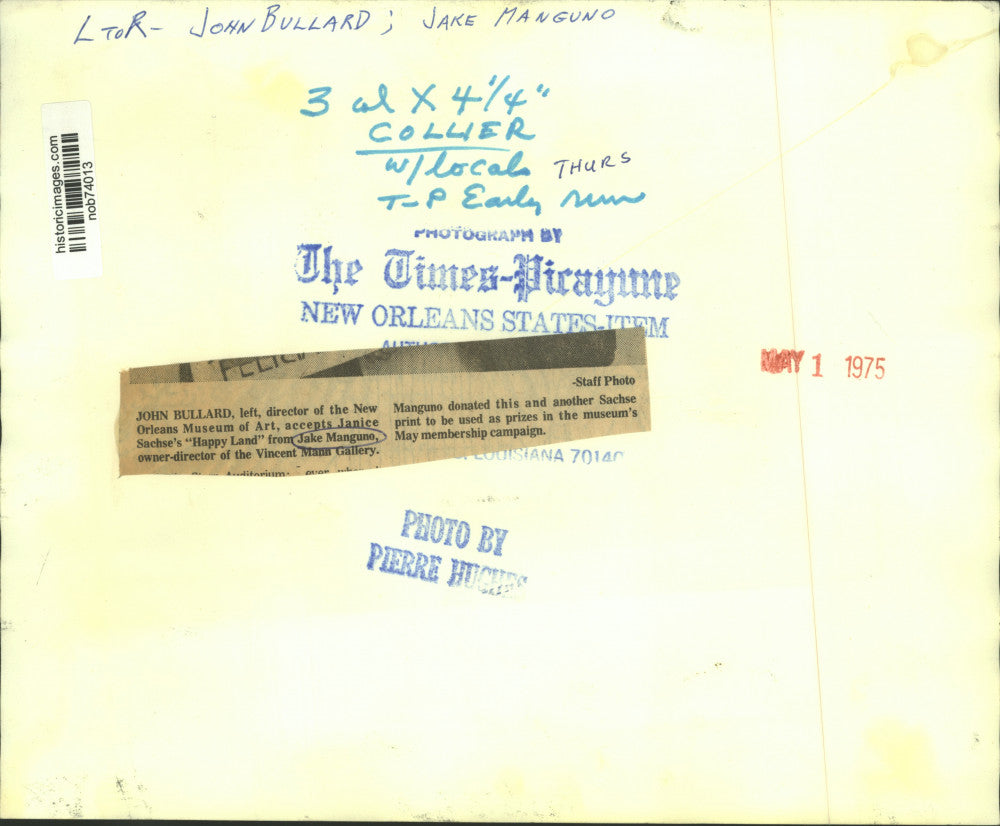 L TO R - JOHN BULLARD; JAKE MANGUNO
3 col X 4 1/4"
COLLIER
w/locals THURS
T-P Early run
historicimages.com
nob74013
PHOTOGRAPH BY
The Times-Picayune
NEW ORLEANS STATES-ITEM
MAY 1 1975
-Staff Photo
JOHN BULLARD, left, director of the New
Orleans Museum of Art, accepts Janice
Sachse's "Happy Land" from Jake Manguno,
owner-director of the Vincent Mann Gallery.
Manguno donated this and another Sachse
print to be used as prizes in the museum's
May membership campaign.
Auditorium;
LOUISIANA 70140
PHOTO BY
PIERRE HUGHES